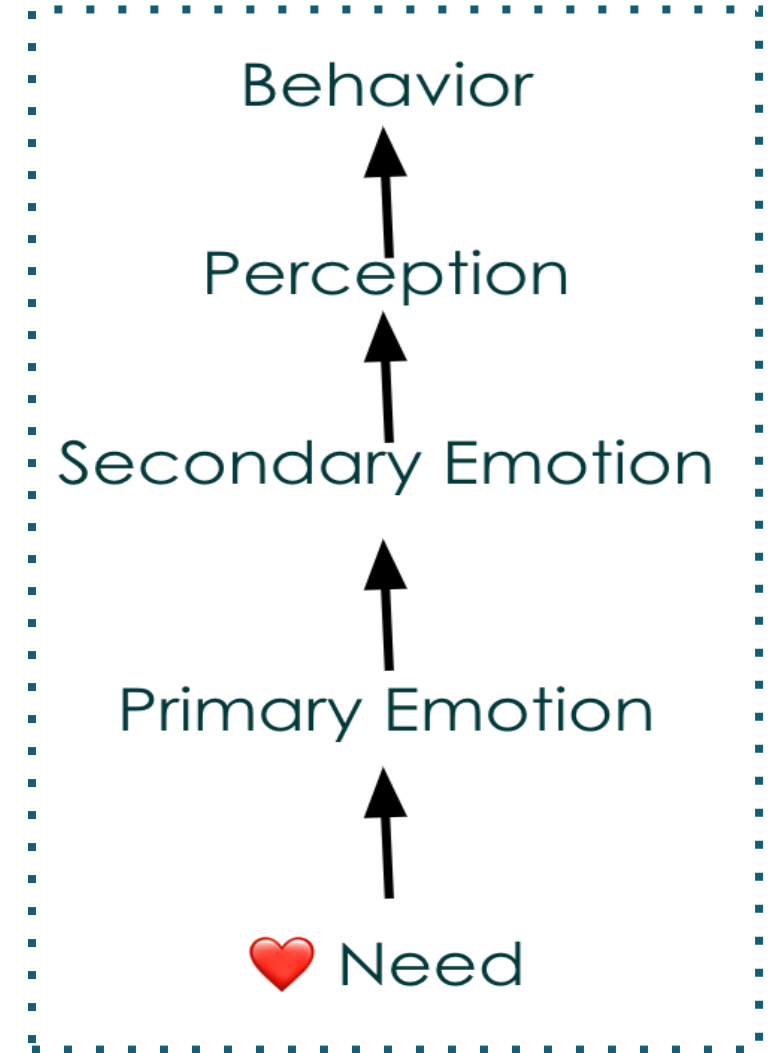 Behavior
Perception
Secondary Emotion
Primary Emotion
❤️ Need